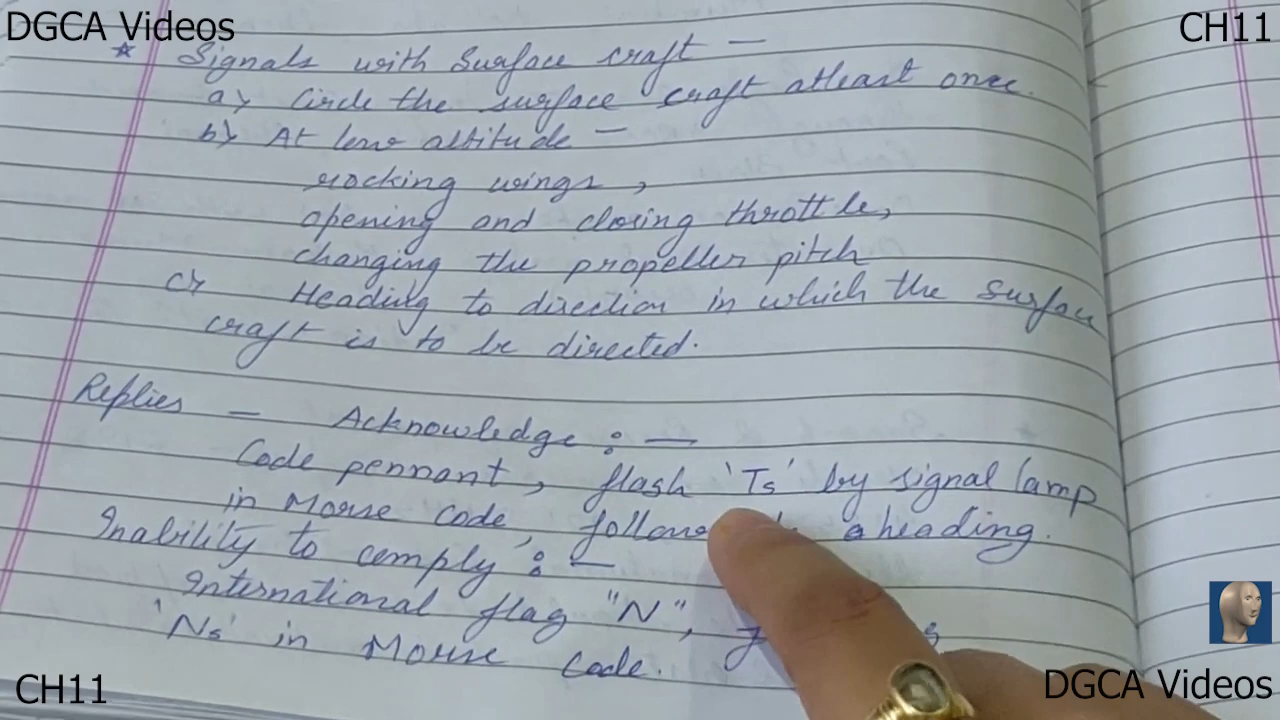 DGCA Videos
CH11
* Signals with Surface craft —
a) Circle the surface craft atleast once.
b) At low altitude —
rocking wings,
opening and closing throttle,
changing the propeller pitch
c) Heading to direction in which the surface
craft is to be directed.
Replies — Acknowledge : —
Code pennant, flash 'Ts' by signal lamp
in Morse code, follow heading.
Inability to comply : —
International flag "N",
'Ns' in Morse Code.
CH11
DGCA Videos